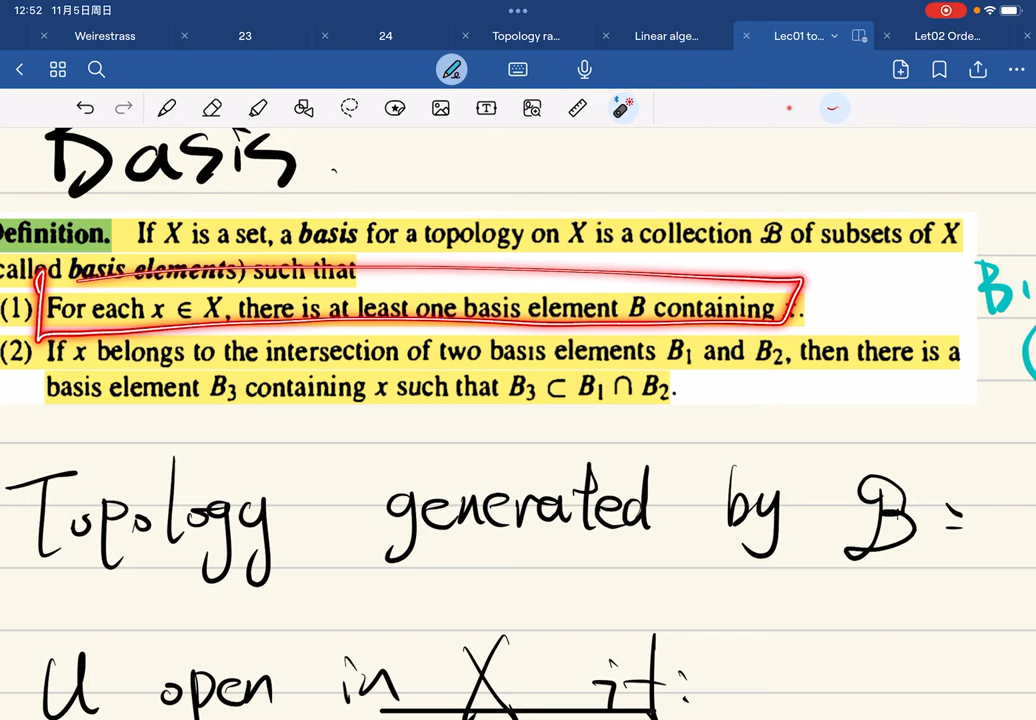 12:52 11月5日周日
Weirestrass 23 24 Topology ra... Linear alge... Lec01 to... Let02 Orde...
Basis.
efinition. If X is a set, a basis for a topology on X is a collection ℬ of subsets of X
called basis elements) such that
(1) For each x ∈ X, there is at least one basis element B containing x.
(2) If x belongs to the intersection of two basis elements B₁ and B₂, then there is a
basis element B₃ containing x such that B₃ ⊂ B₁ ∩ B₂.
B
(
Topology generated by ℬ =
U open in X if: